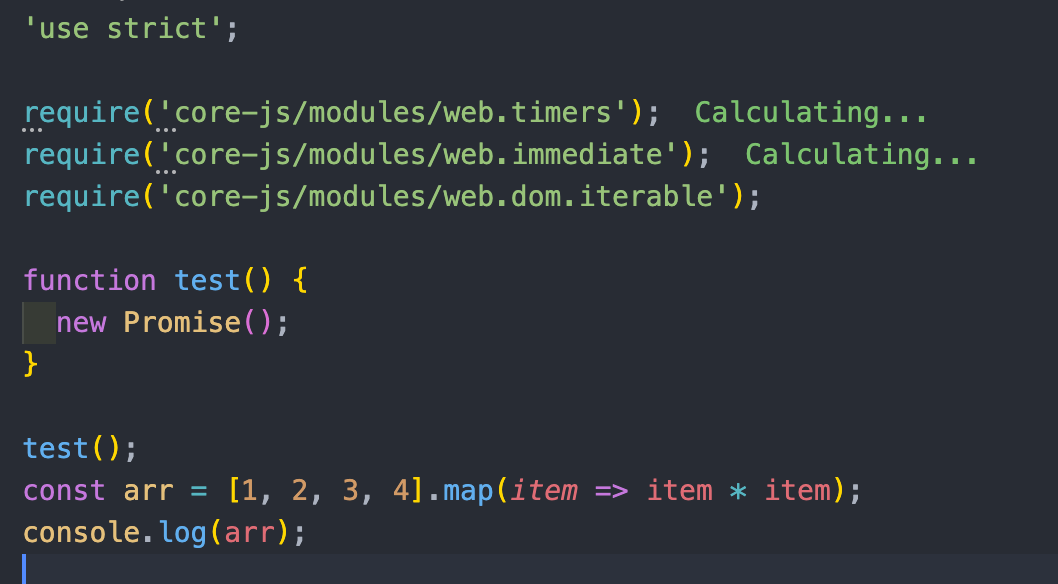 'use strict';
require('core-js/modules/web.timers');  Calculating...
require('core-js/modules/web.immediate');  Calculating...
require('core-js/modules/web.dom.iterable');
function test() {
  new Promise();
}
test();
const arr = [1, 2, 3, 4].map(item => item * item);
console.log(arr);